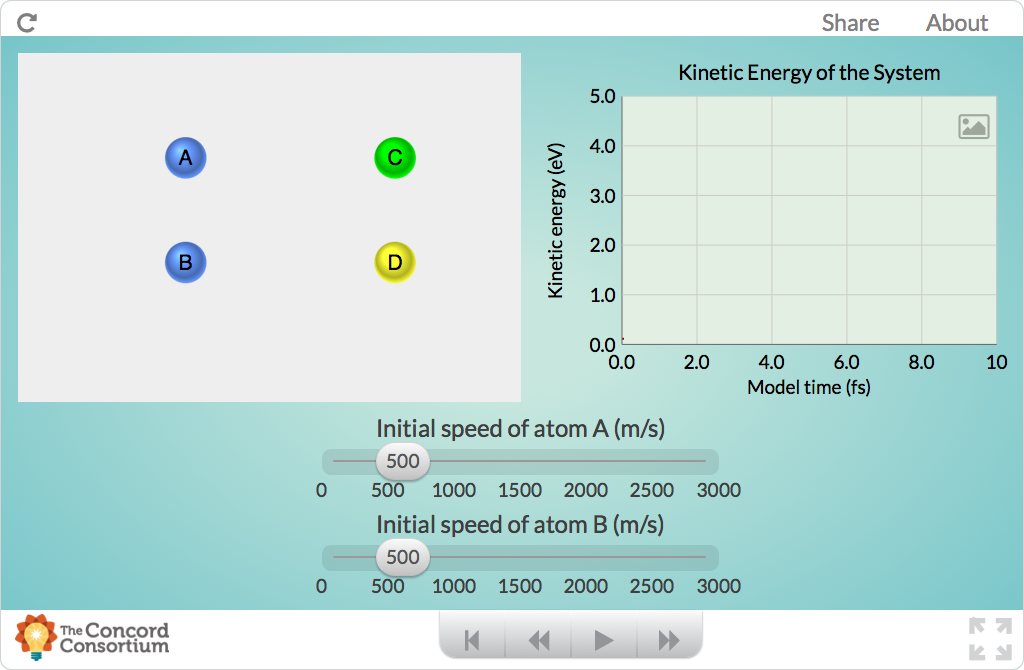 Share About
Kinetic Energy of the System
A
C
B
D
Kinetic energy (eV)
5.0
4.0
3.0
2.0
1.0
0.0
0.0 2.0 4.0 6.0 8.0 10
Model time (fs)
Initial speed of atom A (m/s)
500
0 500 1000 1500 2000 2500 3000
Initial speed of atom B (m/s)
500
0 500 1000 1500 2000 2500 3000
The Concord
Consortium